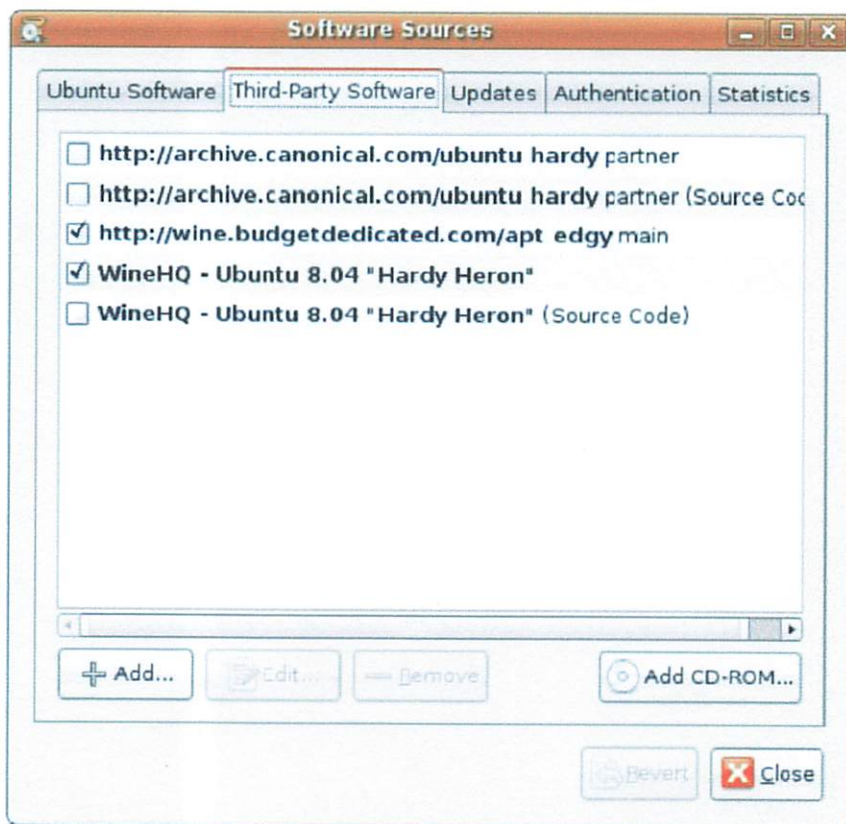 Software Sources
Ubuntu Software Third-Party Software Updates Authentication Statistics
http://archive.canonical.com/ubuntu hardy partner
http://archive.canonical.com/ubuntu hardy partner (Source Coc
http://wine.budgetdedicated.com/apt edgy main
WineHQ - Ubuntu 8.04 "Hardy Heron"
WineHQ - Ubuntu 8.04 "Hardy Heron" (Source Code)
Add... Edit... Remove Add CD-ROM...
Revert Close